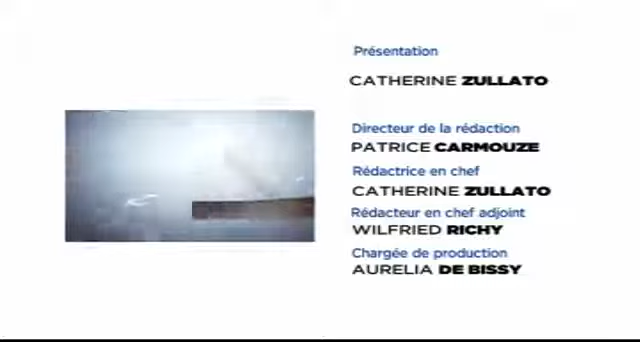 Présentation
CATHERINE ZULLATO
Directeur de la rédaction
PATRICE CARMOUZE
Rédactrice en chef
CATHERINE ZULLATO
Rédacteur en chef adjoint
WILFRIED RICHY
Chargée de production
AURELIA DE BISSY